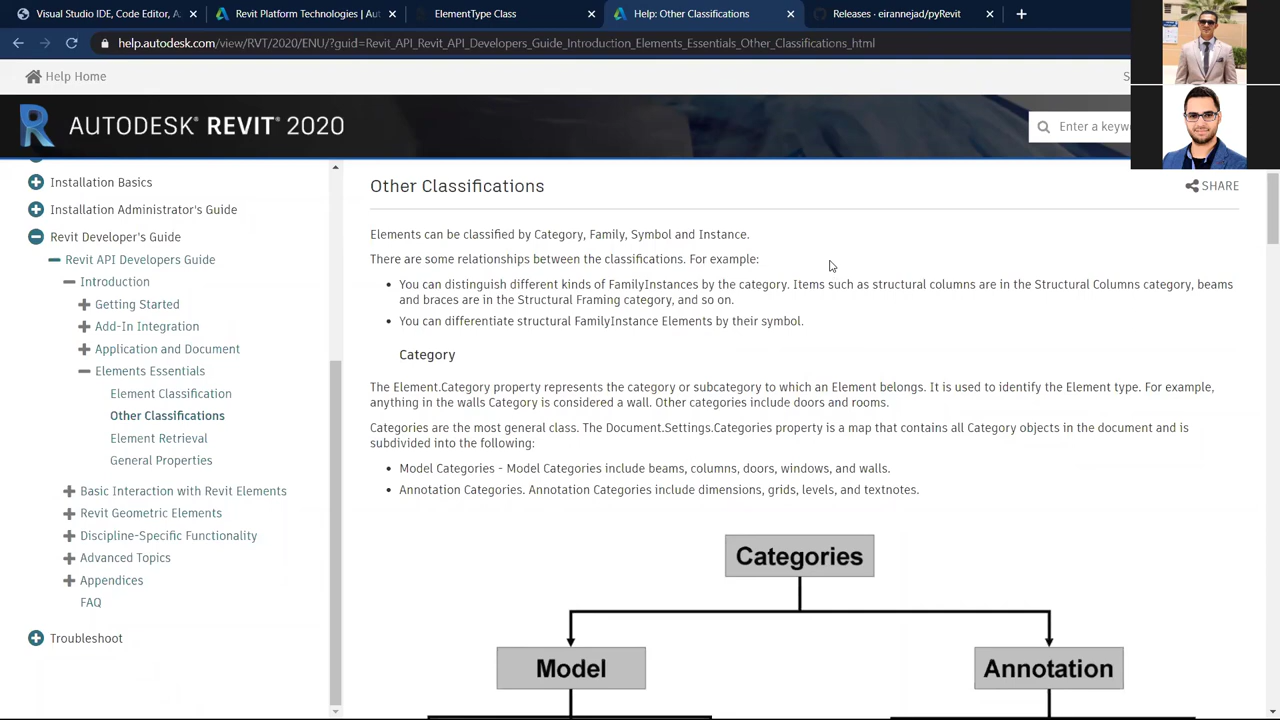 Visual Studio IDE, Code Editor, A
Revit Platform Technologies | Aut
ElementType Class
Help: Other Classifications
Releases - eirannejad/pyRevit
help.autodesk.com/view/RVT/2020/ENU/?guid=Revit_API_Revit_API_Developers_Guide_Introduction_Elements_Essentials_Other_Classifications_html
Help Home
S
AUTODESK® REVIT® 2020
Enter a keyw
Installation Basics
Installation Administrator's Guide
Revit Developer's Guide
Revit API Developers Guide
Introduction
Getting Started
Add-In Integration
Application and Document
Elements Essentials
Element Classification
Other Classifications
Element Retrieval
General Properties
Basic Interaction with Revit Elements
Revit Geometric Elements
Discipline-Specific Functionality
Advanced Topics
Appendices
FAQ
Troubleshoot
Other Classifications
SHARE
Elements can be classified by Category, Family, Symbol and Instance.
There are some relationships between the classifications. For example:
• You can distinguish different kinds of FamilyInstances by the category. Items such as structural columns are in the Structural Columns category, beams
and braces are in the Structural Framing category, and so on.
• You can differentiate structural FamilyInstance Elements by their symbol.
Category
The Element.Category property represents the category or subcategory to which an Element belongs. It is used to identify the Element type. For example,
anything in the walls Category is considered a wall. Other categories include doors and rooms.
Categories are the most general class. The Document.Settings.Categories property is a map that contains all Category objects in the document and is
subdivided into the following:
• Model Categories - Model Categories include beams, columns, doors, windows, and walls.
• Annotation Categories. Annotation Categories include dimensions, grids, levels, and textnotes.
Categories
Model
Annotation